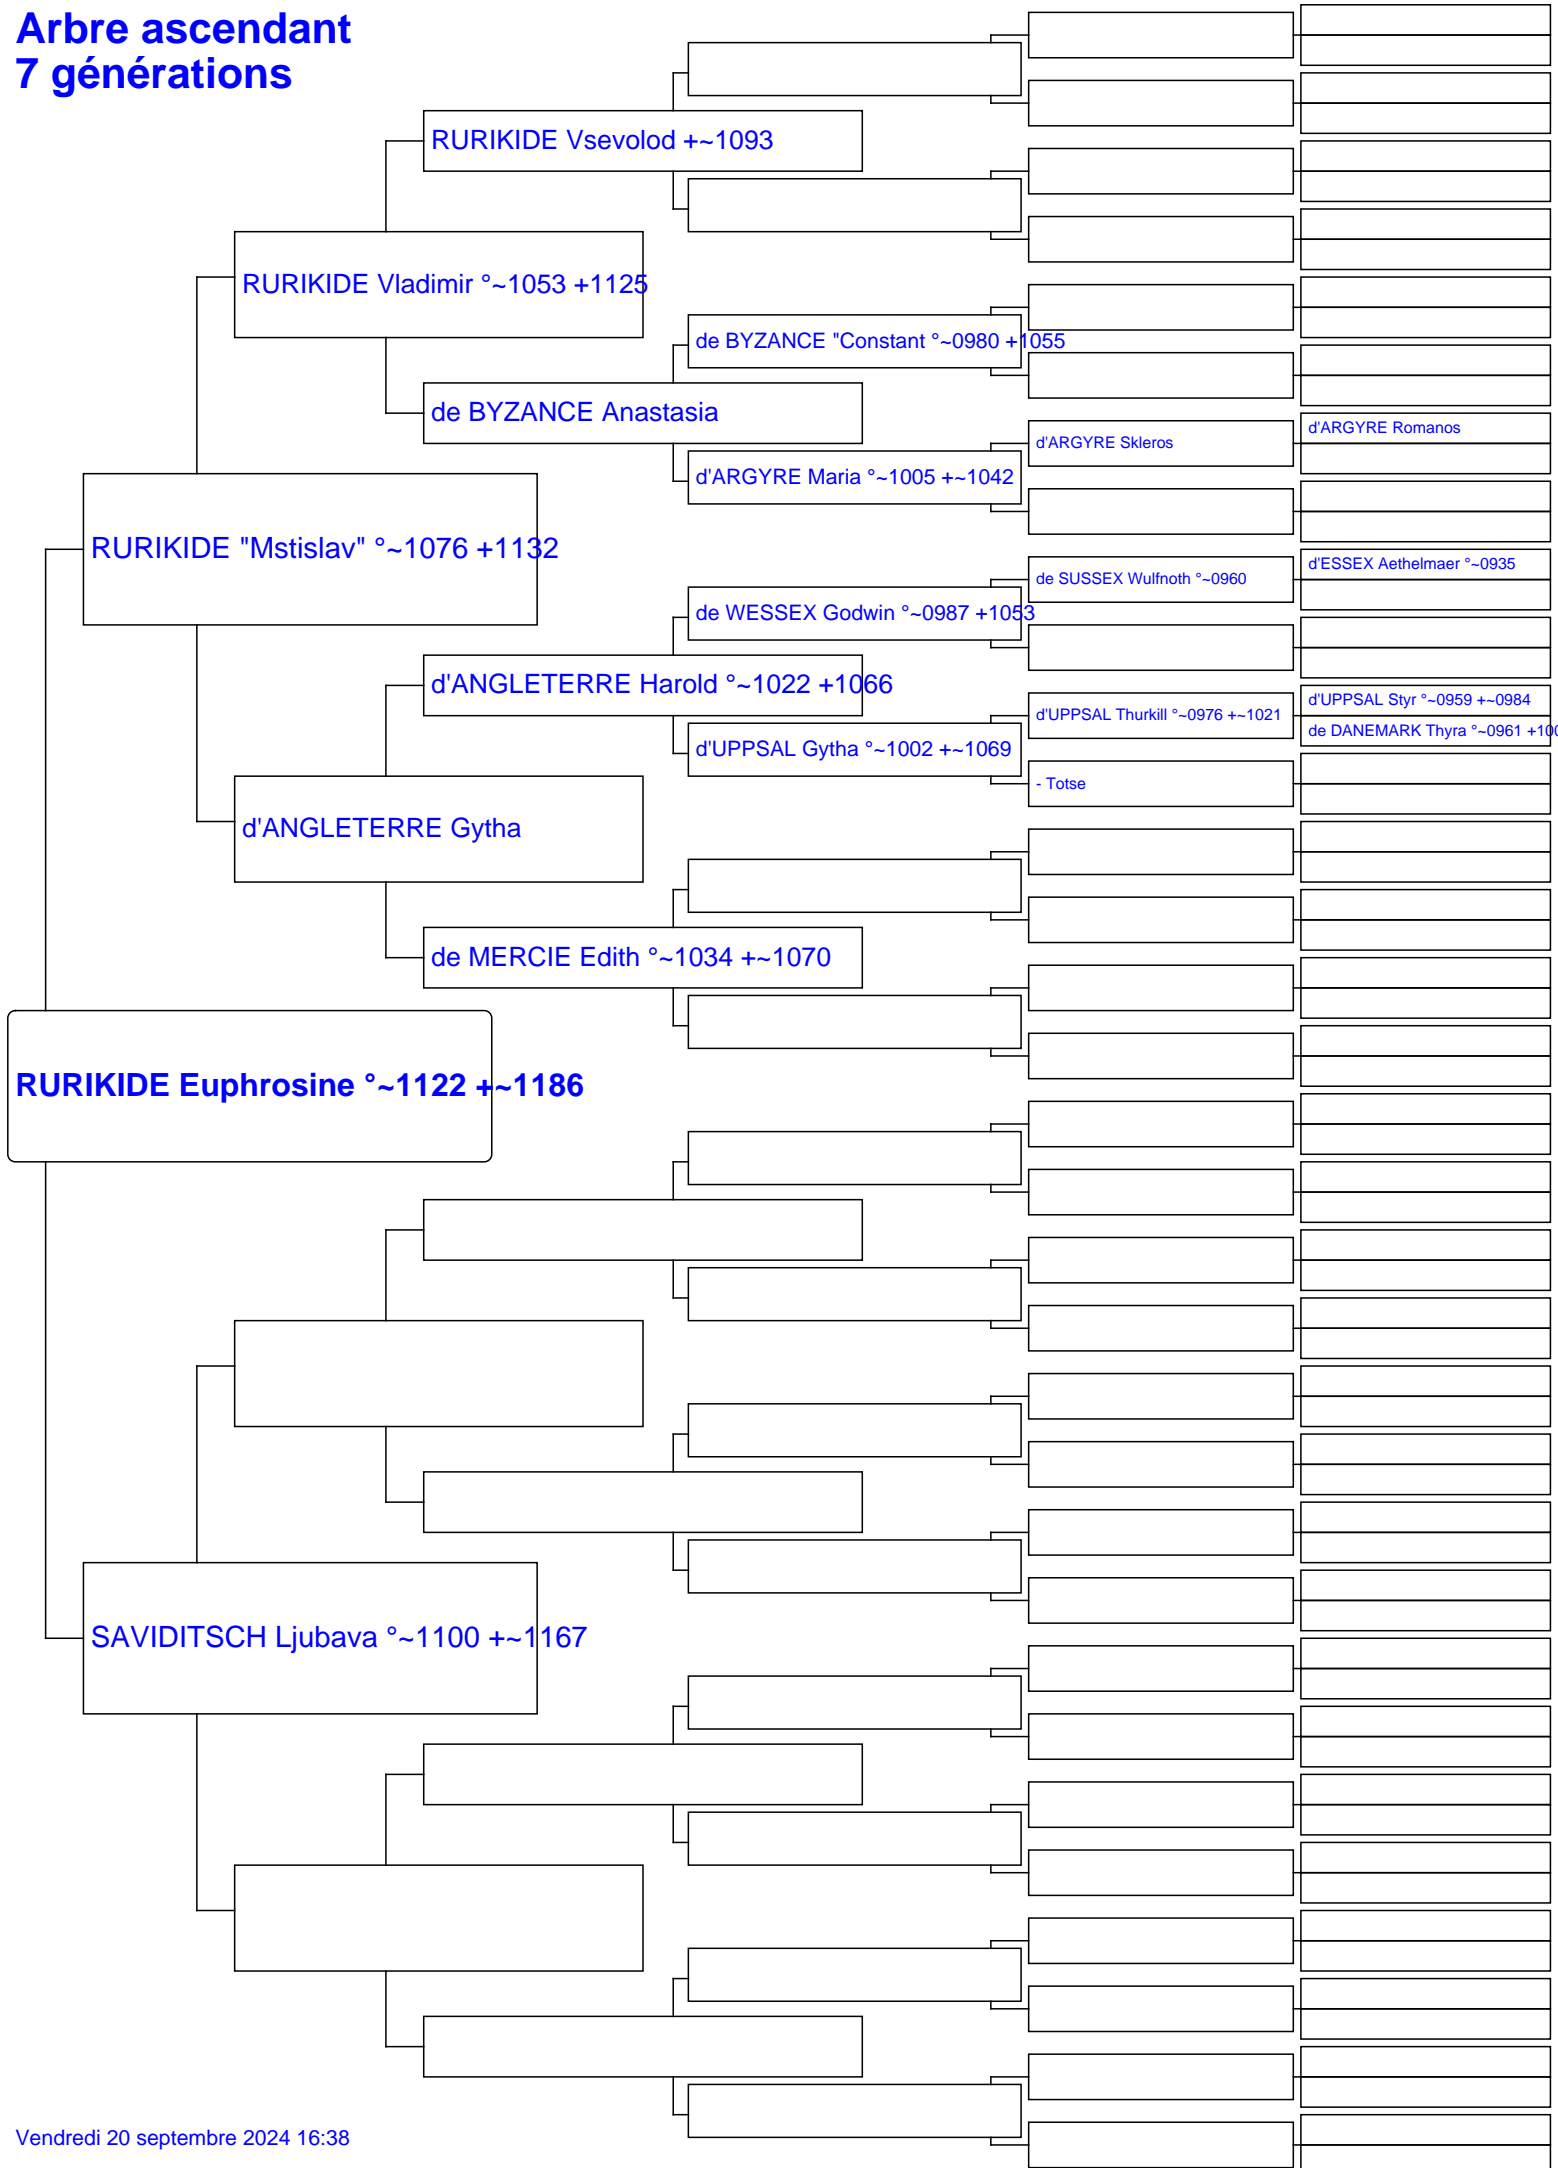 Arbre ascendant
7 générations
RURIKIDE Vsevolod +~1093
RURIKIDE Vladimir °~1053 +1125
de BYZANCE "Constant °~0980 +1055
de BYZANCE Anastasia
d'ARGYRE Romanos
d'ARGYRE Skleros
d'ARGYRE Maria °~1005 +~1042
RURIKIDE "Mstislav" °~1076 +1132
d'ESSEX Aethelmaer °~0935
de SUSSEX Wulfnoth °~0960
de WESSEX Godwin °~0987 +1053
d'ANGLETERRE Harold °~1022 +1066
d'UPPSAL Styr °~0959 +~0984
d'UPPSAL Thurkill °~0976 +~1021
de DANEMARK Thyra °~0961 +100
d'UPPSAL Gytha °~1002 +~1069
- Totse
d'ANGLETERRE Gytha
de MERCIE Edith °~1034 +~1070
RURIKIDE Euphrosine °~1122 +~1186
SAVIDITSCH Ljubava °~1100 +~1167
Vendredi 20 septembre 2024 16:38